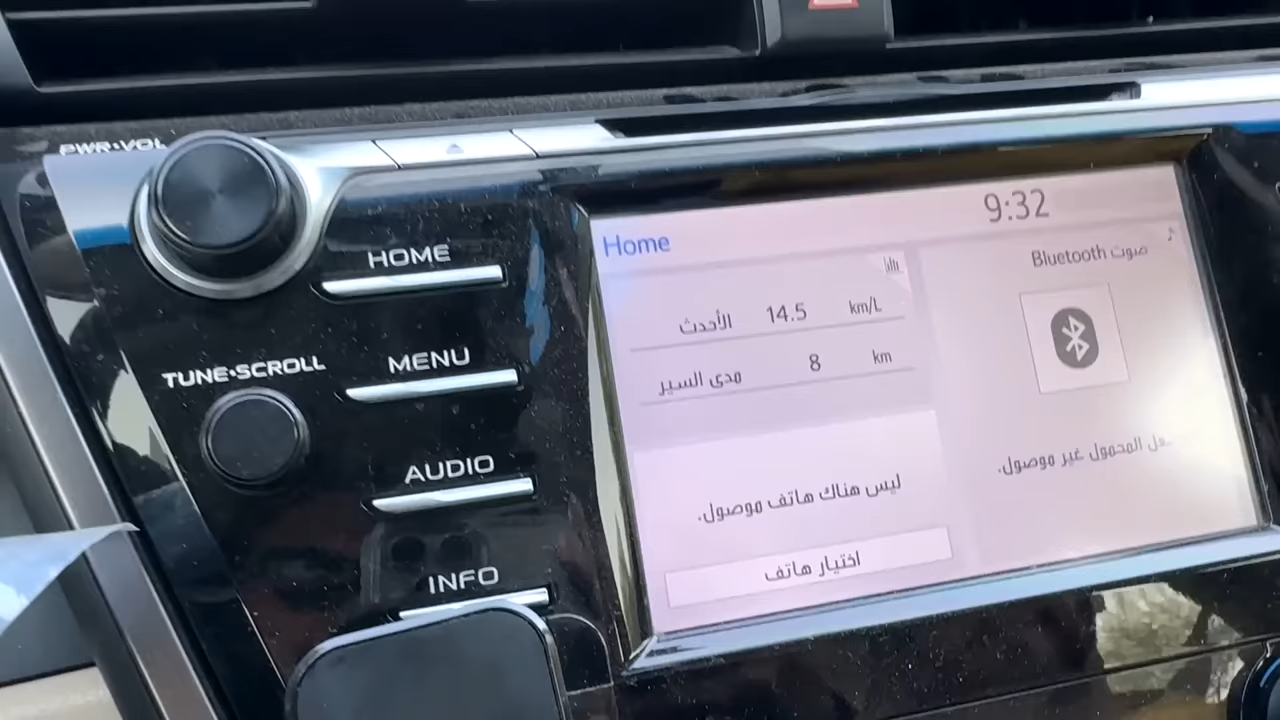 PWR•VOL
HOME
MENU
TUNE•SCROLL
AUDIO
INFO
9:32
Home
صوت Bluetooth
الأحدث 14.5 km/L
مدى السير 8 km
المحمول غير موصول.
ليس هناك هاتف موصول.
اختيار هاتف